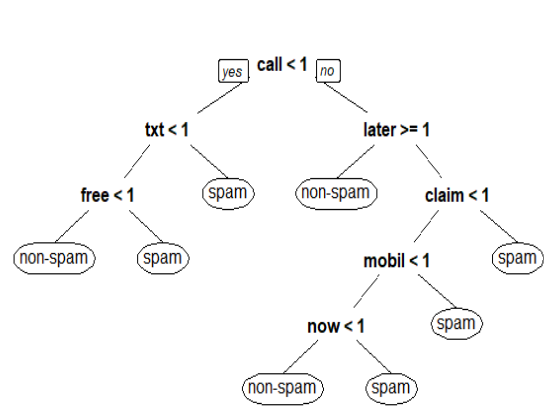 yes call < 1 no
txt < 1 later >= 1
free < 1 spam non-spam claim < 1
non-spam spam mobil < 1 spam
now < 1 spam
non-spam spam